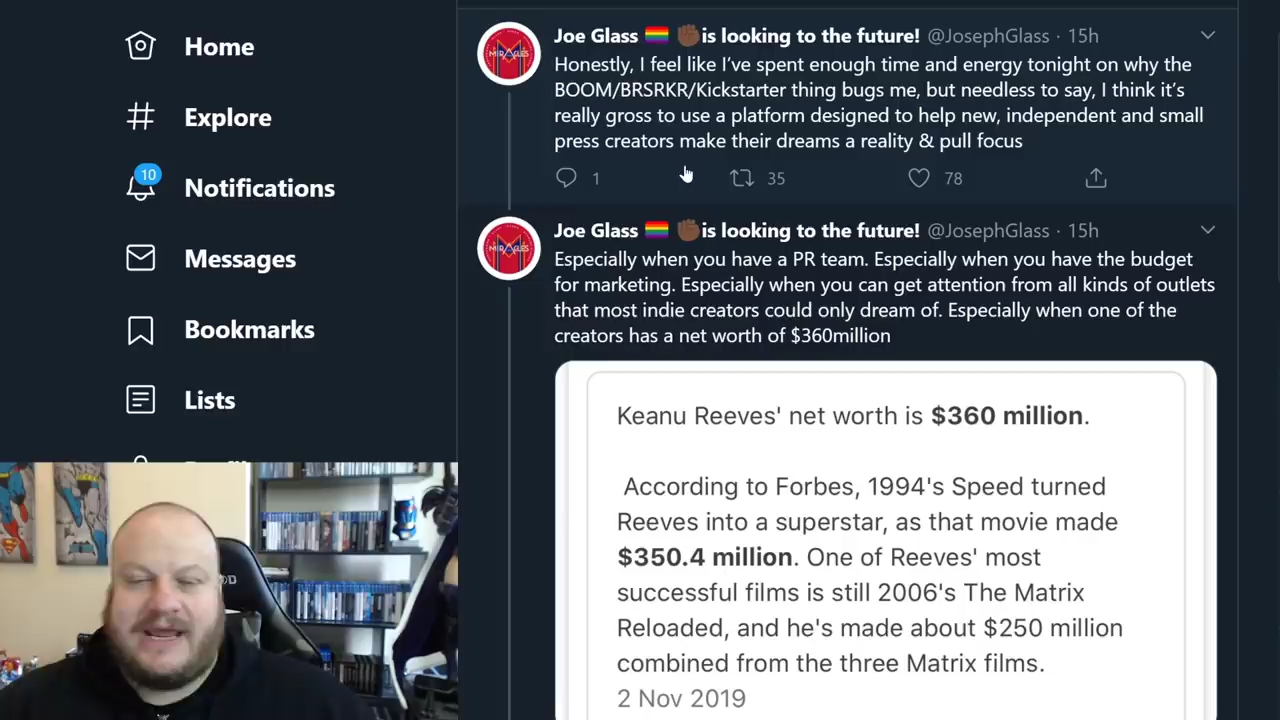 Home
Explore
10
Notifications
Messages
Bookmarks
Lists
MIRACLES
Joe Glass 🏳️‍🌈 ✊🏾is looking to the future! @JosephGlass · 15h
Honestly, I feel like I've spent enough time and energy tonight on why the
BOOM/BRSRKR/Kickstarter thing bugs me, but needless to say, I think it's
really gross to use a platform designed to help new, independent and small
press creators make their dreams a reality & pull focus
1 35 78
MIRACLES
Joe Glass 🏳️‍🌈 ✊🏾is looking to the future! @JosephGlass · 15h
Especially when you have a PR team. Especially when you have the budget
for marketing. Especially when you can get attention from all kinds of outlets
that most indie creators could only dream of. Especially when one of the
creators has a net worth of $360million
Keanu Reeves' net worth is $360 million.
According to Forbes, 1994's Speed turned
Reeves into a superstar, as that movie made
$350.4 million. One of Reeves' most
successful films is still 2006's The Matrix
Reloaded, and he's made about $250 million
combined from the three Matrix films.
2 Nov 2019